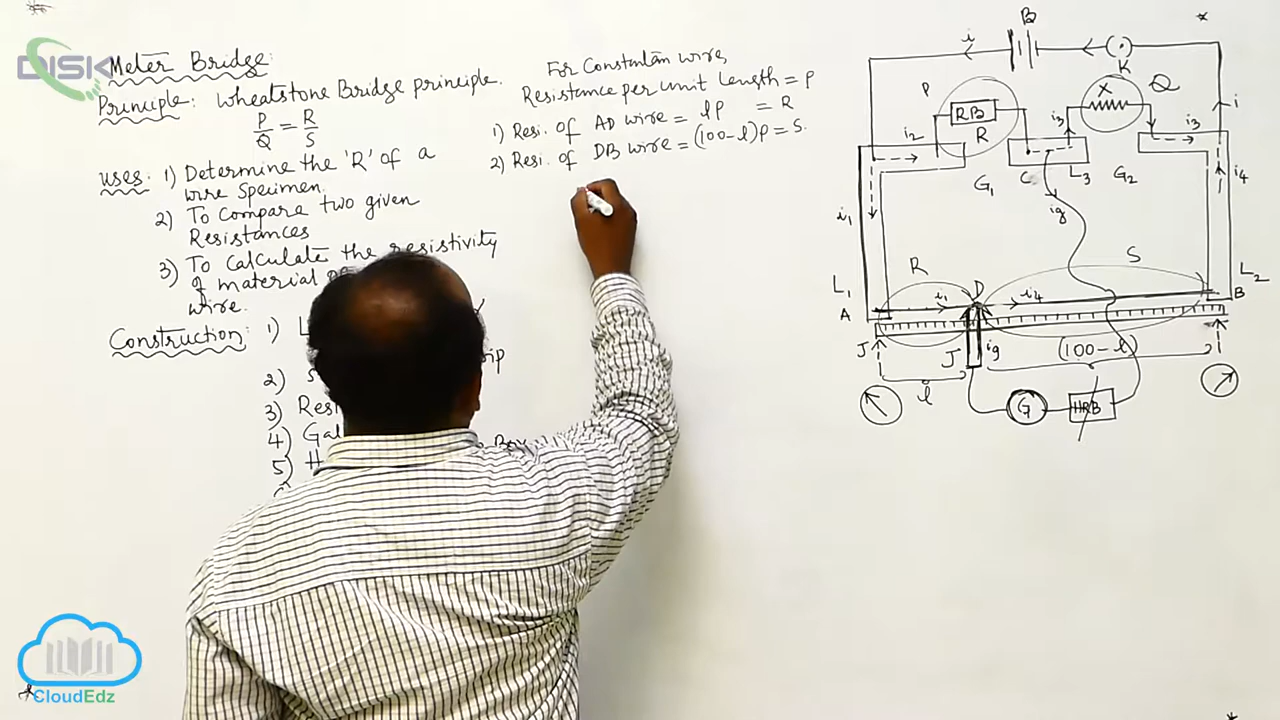 DISK
Meter Bridge:
Principle: Wheatstone Bridge principle.
P/Q = R/S
uses: 1) Determine the 'R' of a
wire Specimen.
2) To Compare two given
Resistances
3) To Calculate the resistivity
of material
wire.
Construction: 1)
2)
3)
4)
5)
For Constantan wire,
Resistance per unit Length = ρ
1) Resi. of AD wire = lρ = R
2) Resi. of DB wire = (100-l)ρ = S.
B
i
K
P
RB
R
X
Q
i2
i3
i3
i
G1
C
L3
G2
i4
i1
ig
R
S
L1
L2
A
i1
D
i4
B
J
J
ig
(100-l)
l
G
HRB
CloudEdz